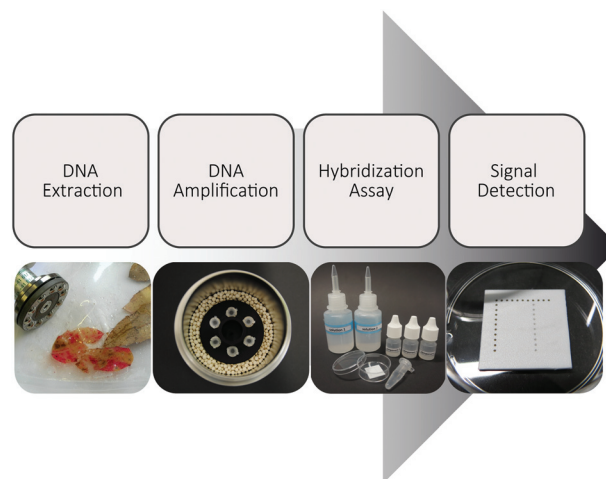 DNA
Extraction
DNA
Amplification
Hybridization
Assay
Signal
Detection